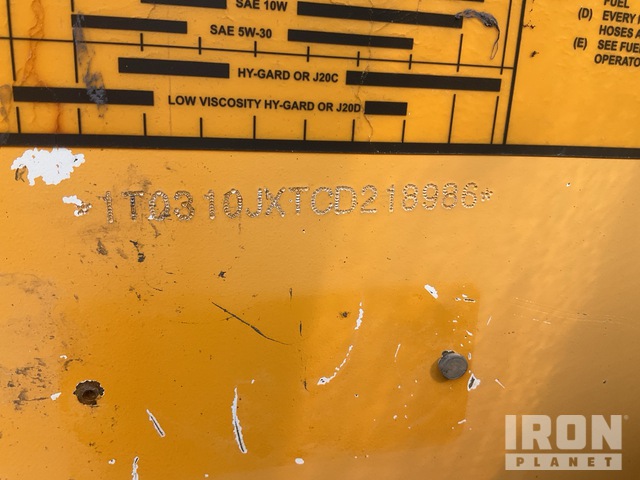 SAE 10W
SAE 5W-30
HY-GARD OR J20C
LOW VISCOSITY HY-GARD OR J20D
FUEL
(D) EVERY
HOSES A
(E) SEE FUE
OPERATO
*1T0310JXTCD218986*
IRON
PLANET